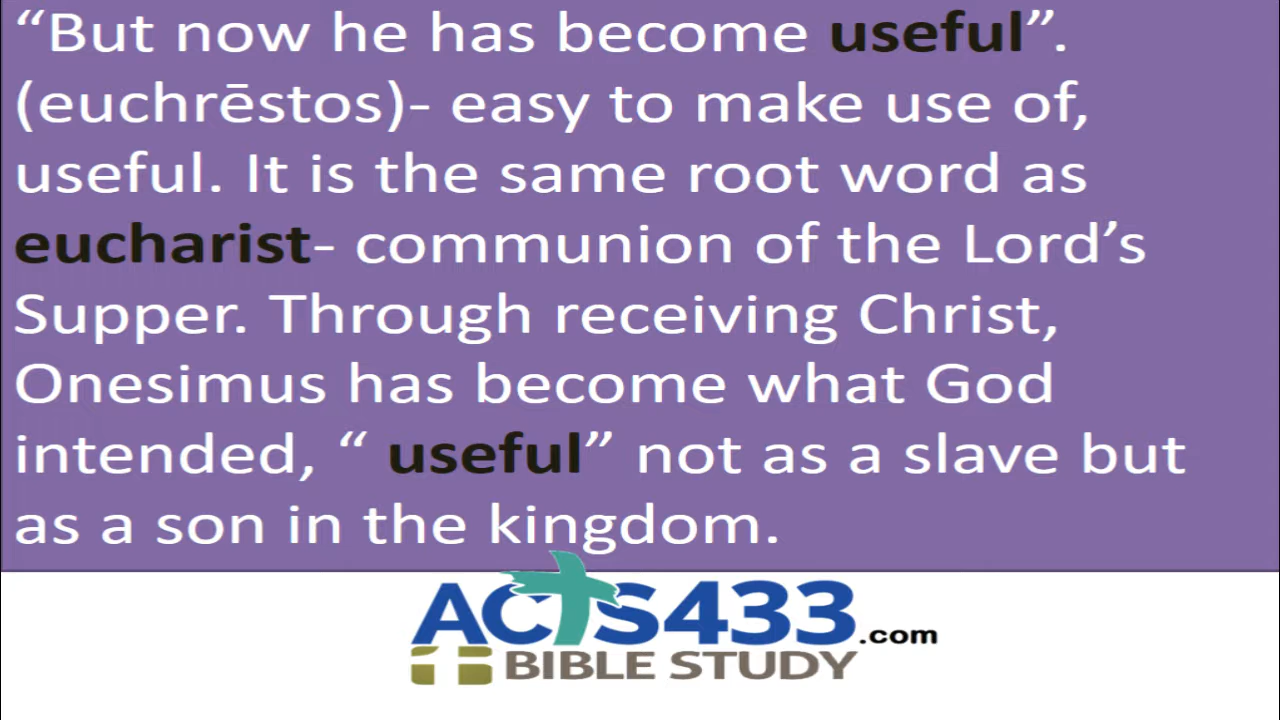 “But now he has become useful”.
(euchrēstos)- easy to make use of,
useful. It is the same root word as
eucharist- communion of the Lord’s
Supper. Through receiving Christ,
Onesimus has become what God
intended, “ useful” not as a slave but
as a son in the kingdom.
ACTS433.com
BIBLE STUDY